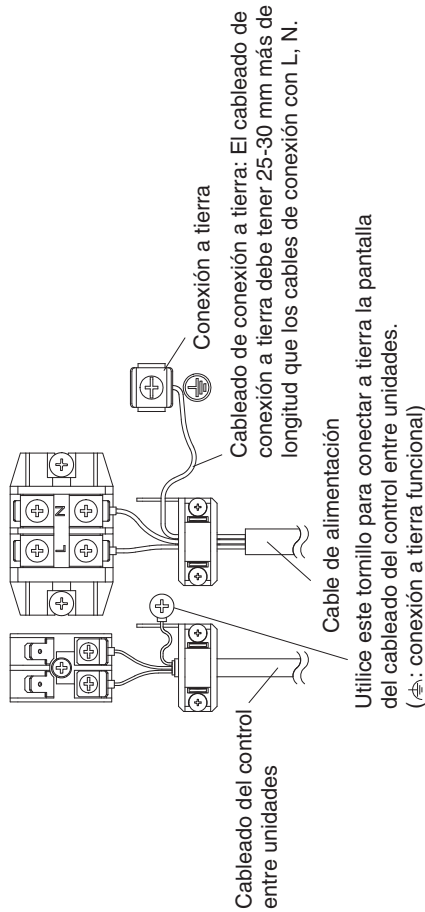 L N
Conexión a tierra
Cableado de conexión a tierra: El cableado de
conexión a tierra debe tener 25-30 mm más de
longitud que los cables de conexión con L, N.
Cable de alimentación
Utilice este tornillo para conectar a tierra la pantalla
del cableado del control entre unidades.
(⏚: conexión a tierra funcional)
Cableado del control
entre unidades